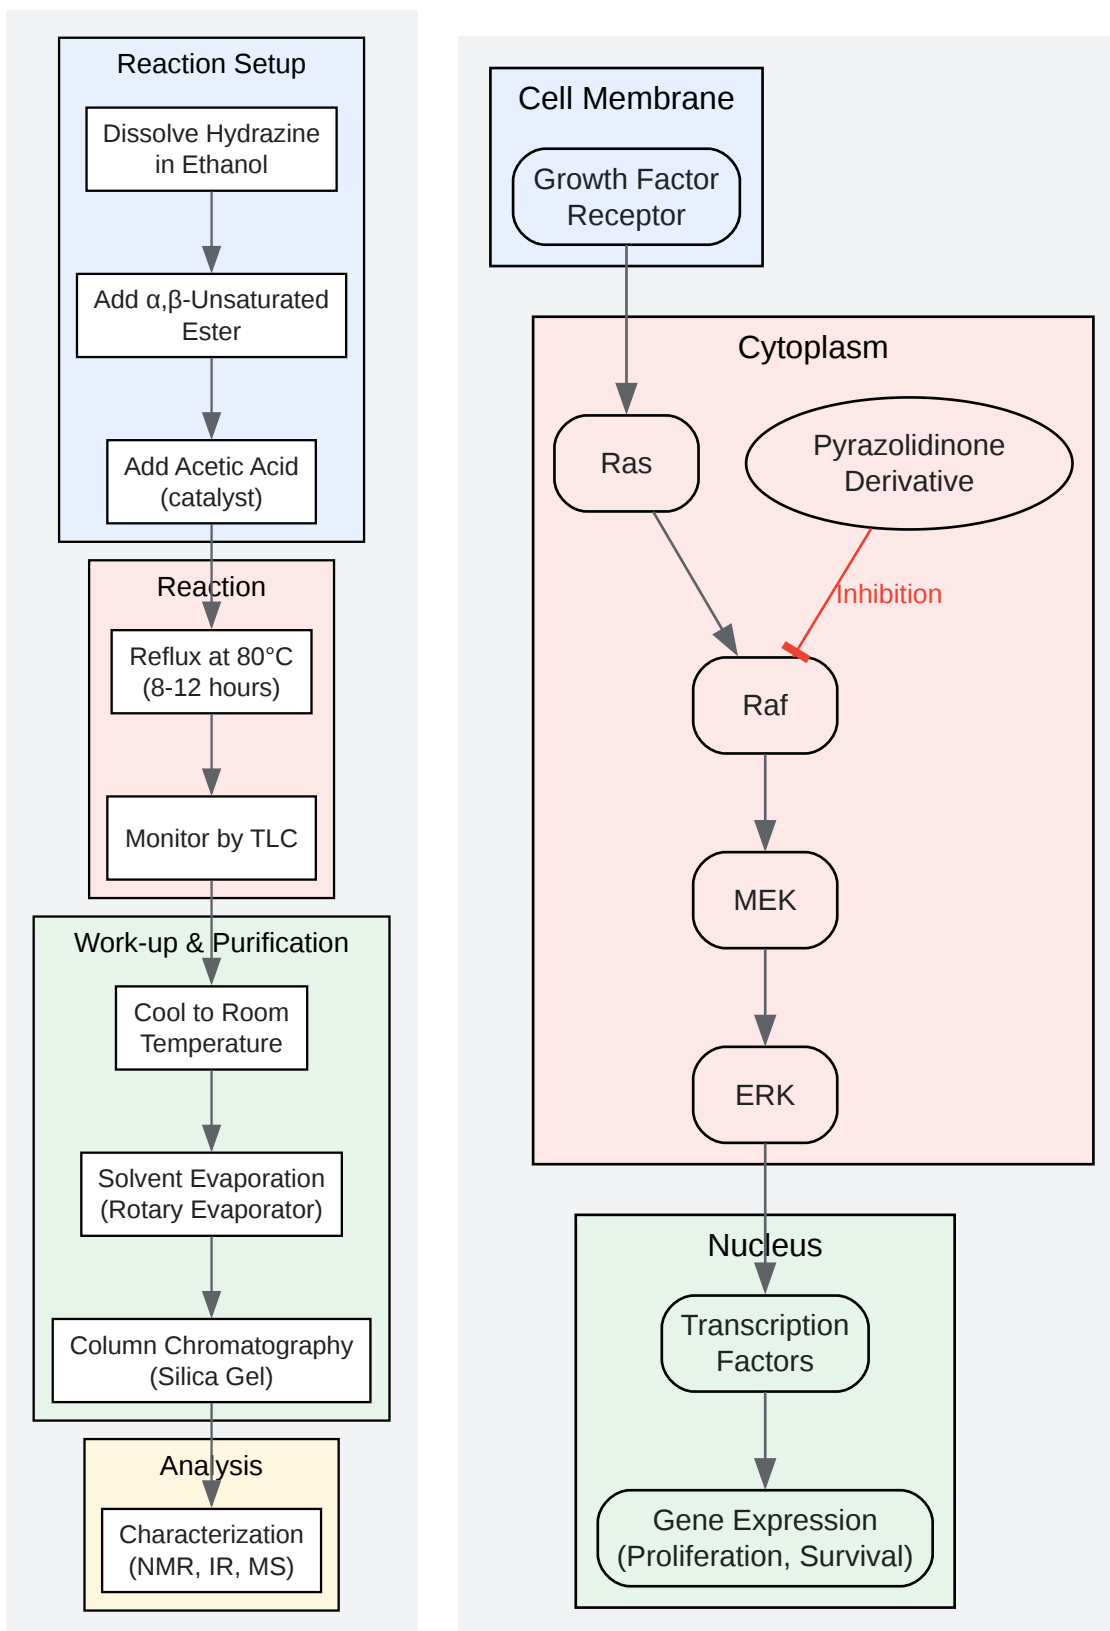 Reaction Setup
Dissolve Hydrazine
in Ethanol
Add α,β-Unsaturated
Ester
Add Acetic Acid
(catalyst)
Reaction
Reflux at 80°C
(8-12 hours)
Monitor by TLC
Work-up & Purification
Cool to Room
Temperature
Solvent Evaporation
(Rotary Evaporator)
Column Chromatography
(Silica Gel)
Analysis
Characterization
(NMR, IR, MS)
Cell Membrane
Growth Factor
Receptor
Cytoplasm
Ras
Pyrazolidinone
Derivative
Inhibition
Raf
MEK
ERK
Nucleus
Transcription
Factors
Gene Expression
(Proliferation, Survival)